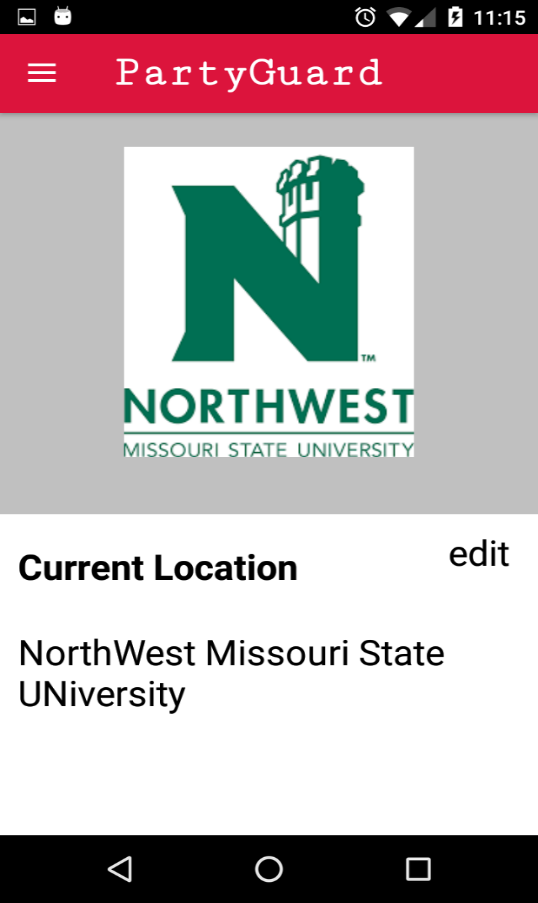 11:15
PartyGuard
TM
NORTHWEST
MISSOURI STATE UNIVERSITY
edit
Current Location
NorthWest Missouri State
UNiversity